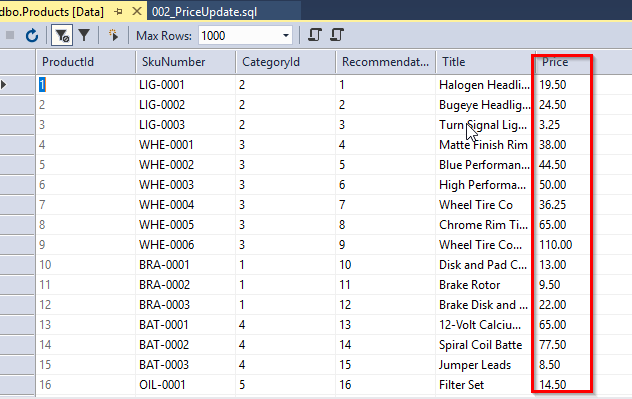 dbo.Products [Data] 002_PriceUpdate.sql
Max Rows: 1000
ProductId SkuNumber CategoryId Recommendat... Title Price
1 LIG-0001 2 1 Halogen Headli... 19.50
2 LIG-0002 2 2 Bugeye Headlig... 24.50
3 LIG-0003 2 3 Turn Signal Lig... 3.25
4 WHE-0001 3 4 Matte Finish Rim 38.00
5 WHE-0002 3 5 Blue Performan... 44.50
6 WHE-0003 3 6 High Performa... 50.00
7 WHE-0004 3 7 Wheel Tire Co 36.25
8 WHE-0005 3 8 Chrome Rim Ti... 65.00
9 WHE-0006 3 9 Wheel Tire Co... 110.00
10 BRA-0001 1 10 Disk and Pad C... 13.00
11 BRA-0002 1 11 Brake Rotor 9.50
12 BRA-0003 1 12 Brake Disk and ... 22.00
13 BAT-0001 4 13 12-Volt Calciu... 65.00
14 BAT-0002 4 14 Spiral Coil Batte 77.50
15 BAT-0003 4 15 Jumper Leads 8.50
16 OIL-0001 5 16 Filter Set 14.50